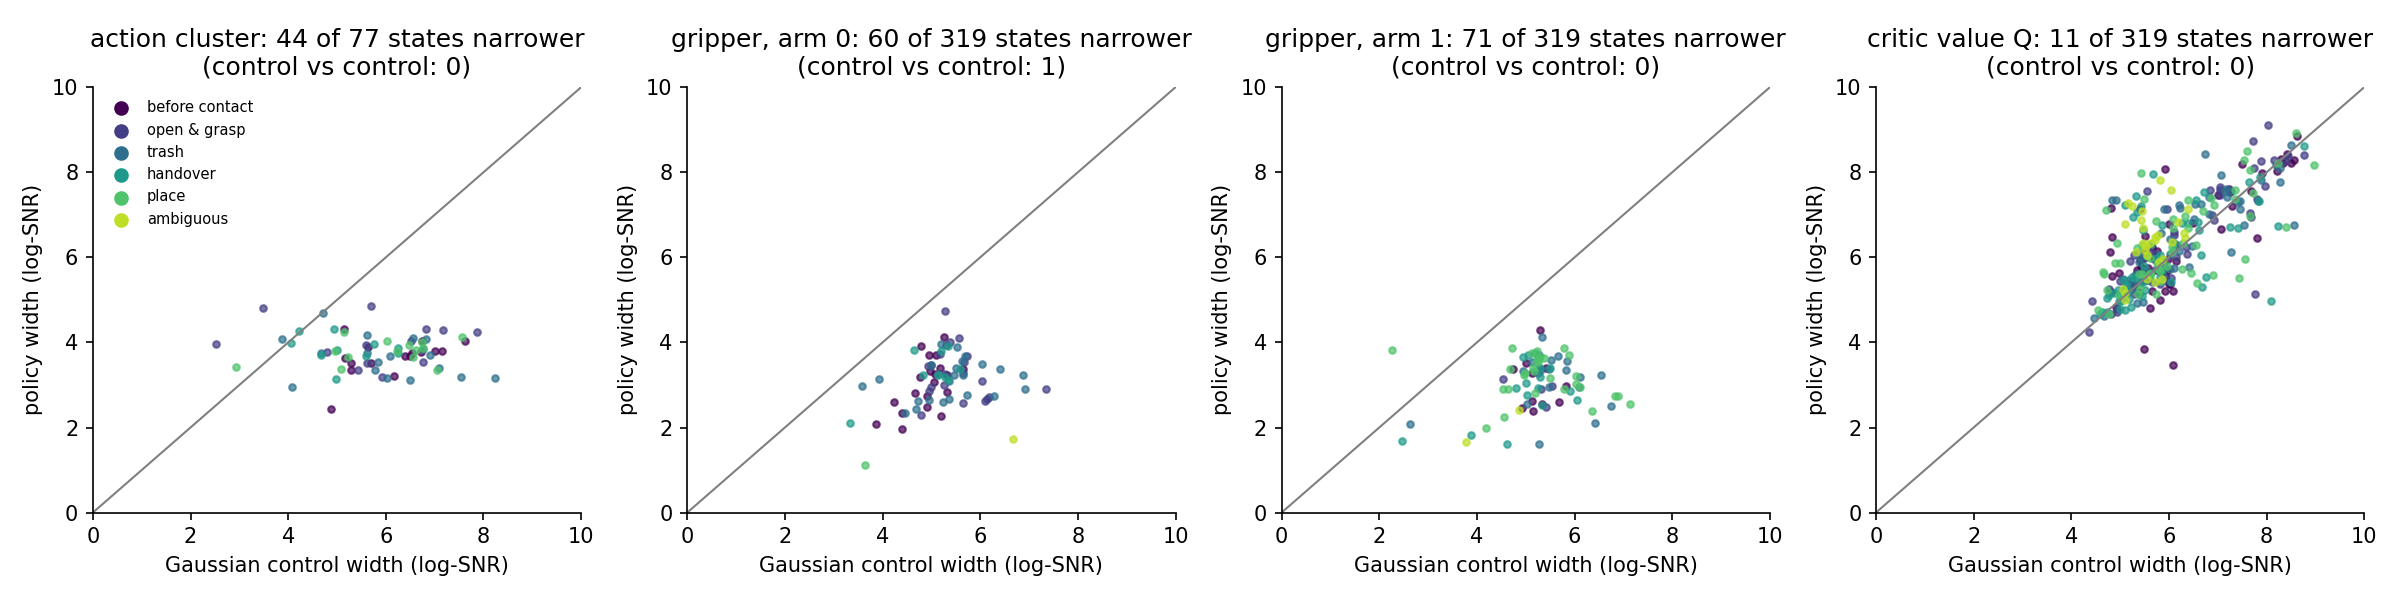 action cluster: 44 of 77 states narrower
(control vs control: 0)
10
8
6
4
2
0
policy width (log-SNR)
before contact
open & grasp
trash
handover
place
ambiguous
0 2 4 6 8 10
Gaussian control width (log-SNR)
gripper, arm 0: 60 of 319 states narrower
(control vs control: 1)
10
8
6
4
2
0
policy width (log-SNR)
0 2 4 6 8 10
Gaussian control width (log-SNR)
gripper, arm 1: 71 of 319 states narrower
(control vs control: 0)
10
8
6
4
2
0
policy width (log-SNR)
0 2 4 6 8 10
Gaussian control width (log-SNR)
critic value Q: 11 of 319 states narrower
(control vs control: 0)
10
8
6
4
2
0
policy width (log-SNR)
0 2 4 6 8 10
Gaussian control width (log-SNR)